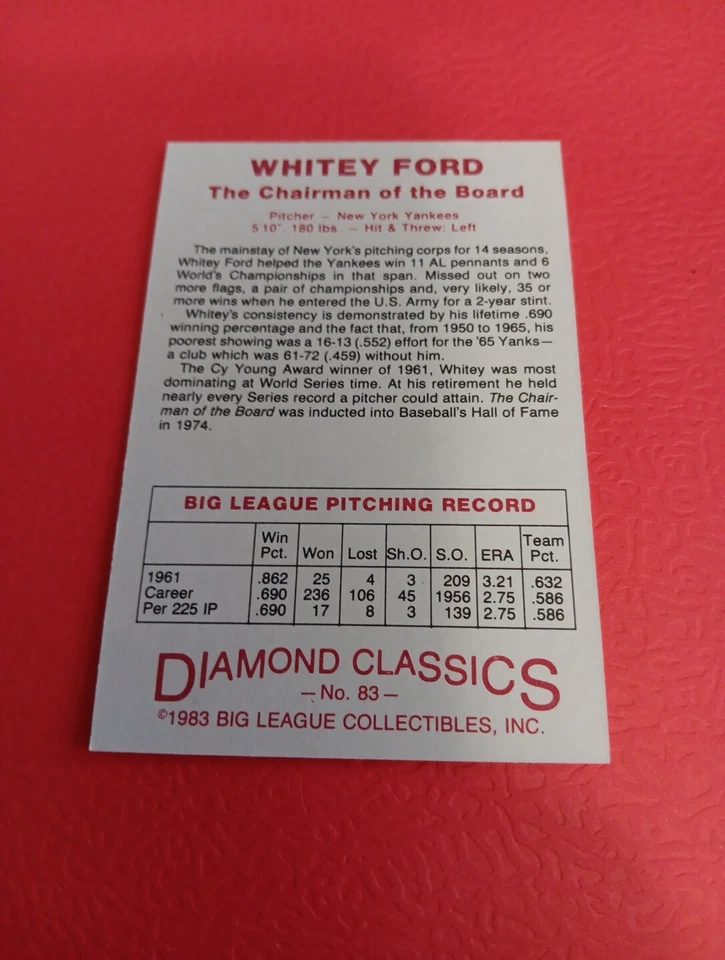 WHITEY FORD
The Chairman of the Board
Pitcher – New York Yankees
5'10". 180 lbs. – Hit & Threw: Left
The mainstay of New York's pitching corps for 14 seasons,
Whitey Ford helped the Yankees win 11 AL pennants and 6
World's Championships in that span. Missed out on two
more flags, a pair of championships and, very likely, 35 or
more wins when he entered the U.S. Army for a 2-year stint.
Whitey's consistency is demonstrated by his lifetime .690
winning percentage and the fact that, from 1950 to 1965, his
poorest showing was a 16-13 (.552) effort for the '65 Yanks—
a club which was 61-72 (.459) without him.
The Cy Young Award winner of 1961, Whitey was most
dominating at World Series time. At his retirement he held
nearly every Series record a pitcher could attain. The Chair-
man of the Board was inducted into Baseball's Hall of Fame
in 1974.
BIG LEAGUE PITCHING RECORD
Win Pct. Won Lost Sh.O. S.O. ERA Team Pct.
1961 .862 25 4 3 209 3.21 .632
Career .690 236 106 45 1956 2.75 .586
Per 225 IP .690 17 8 3 139 2.75 .586
DIAMOND CLASSICS
– No. 83 –
©1983 BIG LEAGUE COLLECTIBLES, INC.